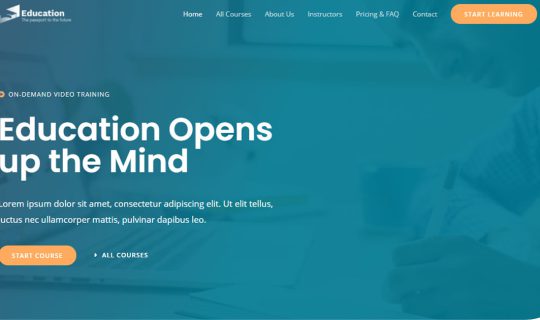 Education
The passport to the future
Home
All Courses
About Us
Instructors
Pricing & FAQ
Contact
START LEARNING
ON-DEMAND VIDEO TRAINING
Education Opens
up the Mind
Lorem ipsum dolor sit amet, consectetur adipiscing elit. Ut elit tellus,
luctus nec ullamcorper mattis, pulvinar dapibus leo.
START COURSE
ALL COURSES